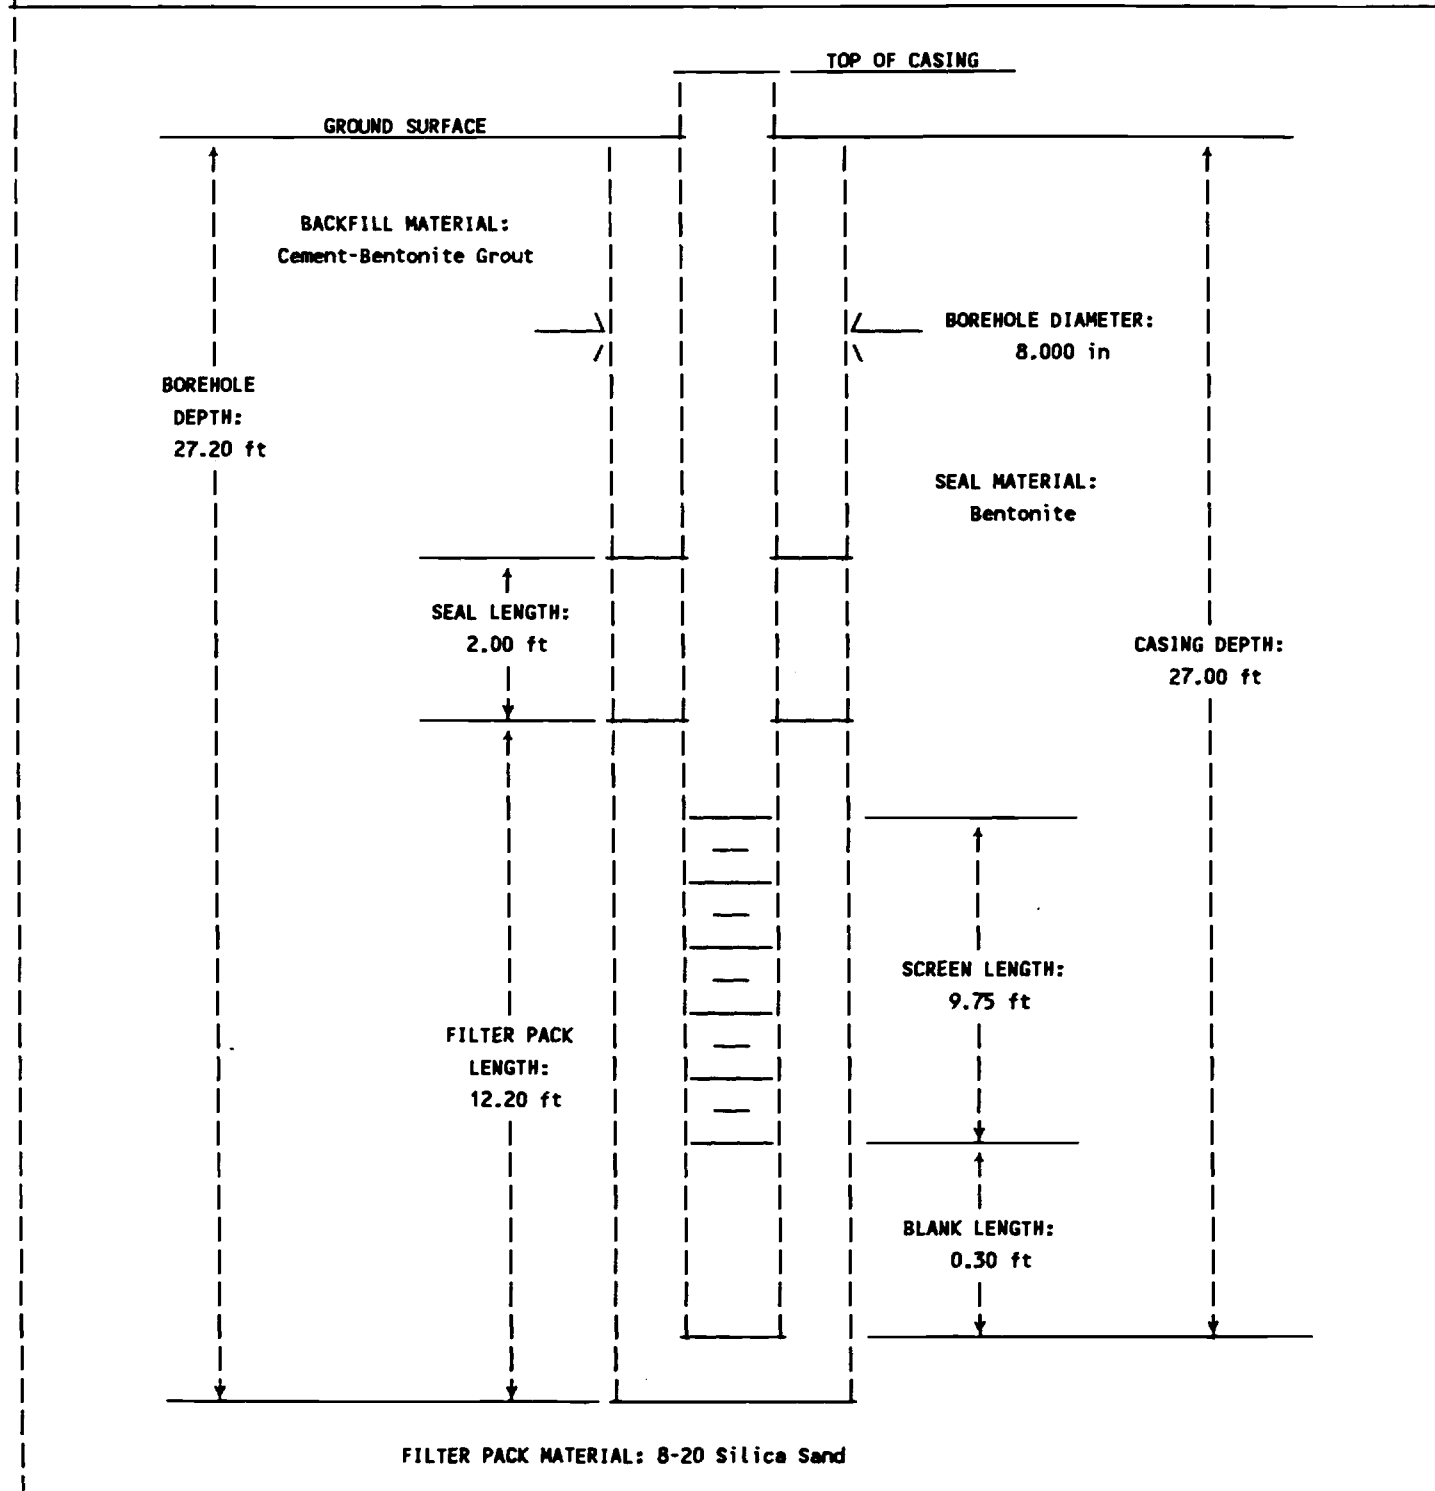 TOP OF CASING
GROUND SURFACE
BACKFILL MATERIAL:
Cement-Bentonite Grout
BOREHOLE DIAMETER:
8.000 in
BOREHOLE
DEPTH:
27.20 ft
SEAL MATERIAL:
Bentonite
SEAL LENGTH:
2.00 ft
CASING DEPTH:
27.00 ft
SCREEN LENGTH:
9.75 ft
FILTER PACK
LENGTH:
12.20 ft
BLANK LENGTH:
0.30 ft
FILTER PACK MATERIAL: 8-20 Silica Sand